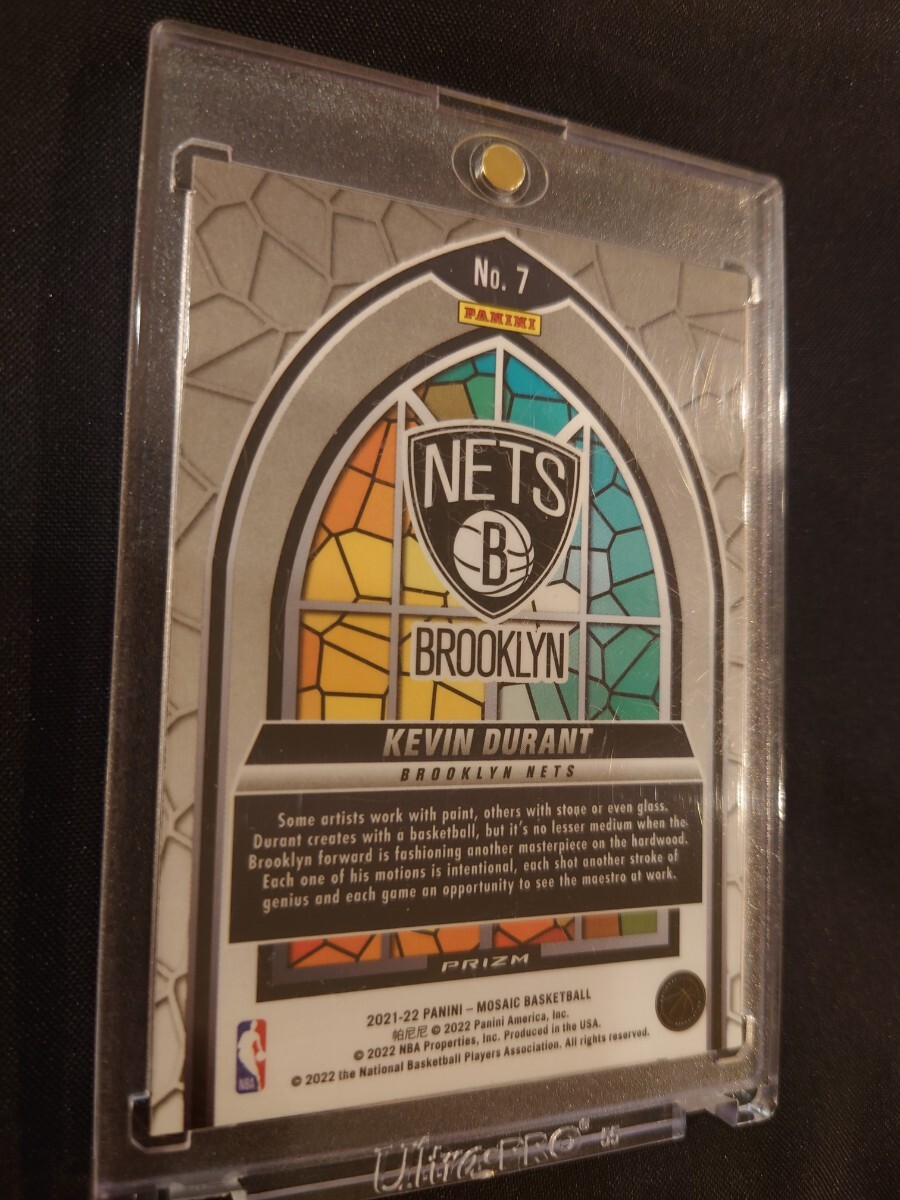 No. 7
PANINI
NETS
B
BROOKLYN
KEVIN DURANT
BROOKLYN NETS
Some artists work with paint, others with stone or even glass.
Durant creates with a basketball, but it's no lesser medium when the
Brooklyn forward is fashioning another masterpiece on the hardwood.
Each one of his motions is intentional, each shot another stroke of
genius and each game an opportunity to see the maestro at work.
PRIZM
2021-22 PANINI – MOSAIC BASKETBALL
帕尼尼 © 2022 Panini America, Inc.
© 2022 NBA Properties, Inc. Produced in the USA.
© 2022 the National Basketball Players Association. All rights reserved.
NBA
Ultra·PRO® 55